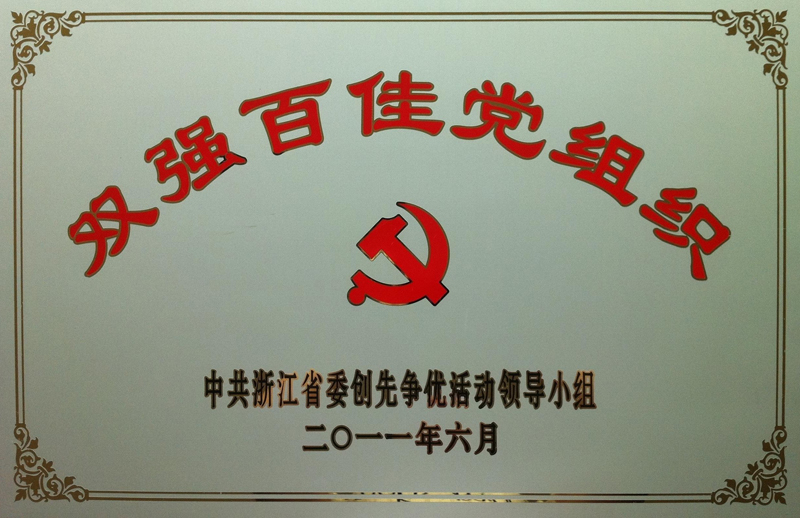 双强百佳党组织
中共浙江省委创先争优活动领导小组
二〇一一年六月